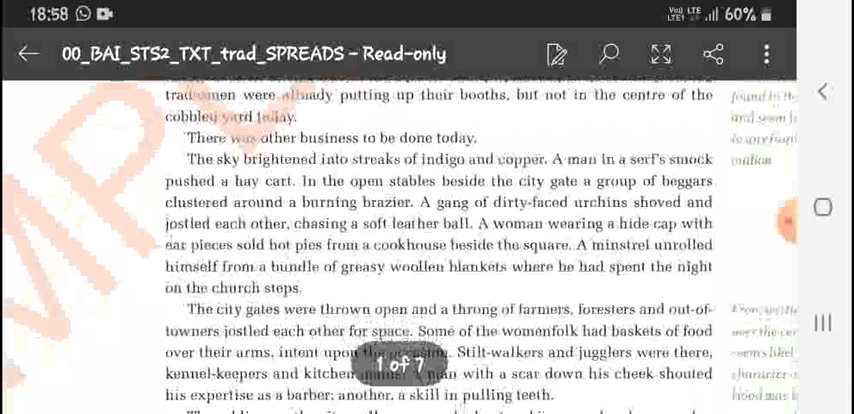 18:58
Vo)) LTE
LTE1
60%
00_BAI_STS2_TXT_trad_SPREADS – Read-only
tradesmen were already putting up their booths, but not in the centre of the
cobbled yard today.
There was other business to be done today.
The sky brightened into streaks of indigo and copper. A man in a serf's smock
pushed a hay cart. In the open stables beside the city gate a group of beggars
clustered around a burning brazier. A gang of dirty-faced urchins shoved and
jostled each other, chasing a soft leather ball. A woman wearing a hide cap with
ear pieces sold hot pies from a cookhouse beside the square. A minstrel unrolled
himself from a bundle of greasy woollen blankets where he had spent the night
on the church steps.
The city gates were thrown open and a throng of farmers, foresters and out-of-
towners jostled each other for space. Some of the womenfolk had baskets of food
over their arms, intent upon Stilt-walkers and jugglers were there,
kennel-keepers and kitchen man with a scar down his cheek shouted
his expertise as a barber; another, a skill in pulling teeth.
1 of 7
found in
and seem